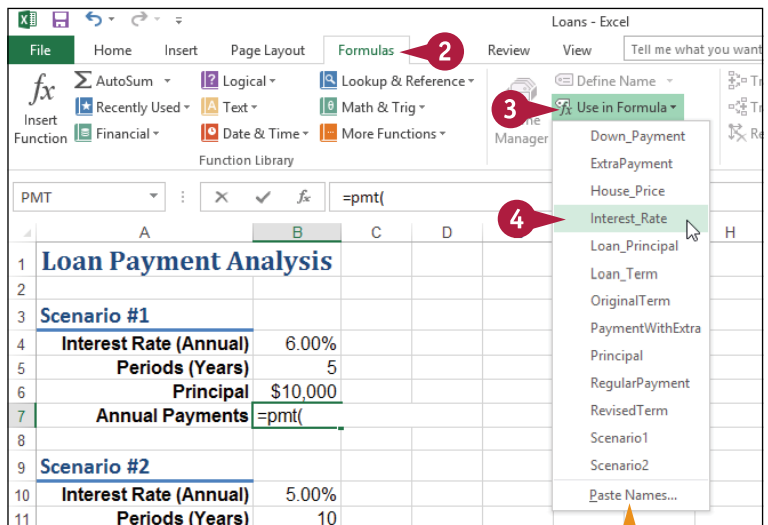 Loans - Excel
File Home Insert Page Layout Formulas 2 Review View Tell me what you want
fx Insert Function
AutoSum
Recently Used
Financial
Logical
Text
Date & Time
Lookup & Reference
Math & Trig
More Functions
Function Library
Manager
Define Name
3 Use in Formula
Down_Payment
ExtraPayment
House_Price
4 Interest_Rate
Loan_Principal
Loan_Term
OriginalTerm
PaymentWithExtra
Principal
RegularPayment
RevisedTerm
Scenario1
Scenario2
Paste Names...
PMT fx =pmt(
A B C D H
1 Loan Payment Analysis
2
3 Scenario #1
4 Interest Rate (Annual) 6.00%
5 Periods (Years) 5
6 Principal $10,000
7 Annual Payments =pmt(
8
9 Scenario #2
10 Interest Rate (Annual) 5.00%
11 Periods (Years) 10